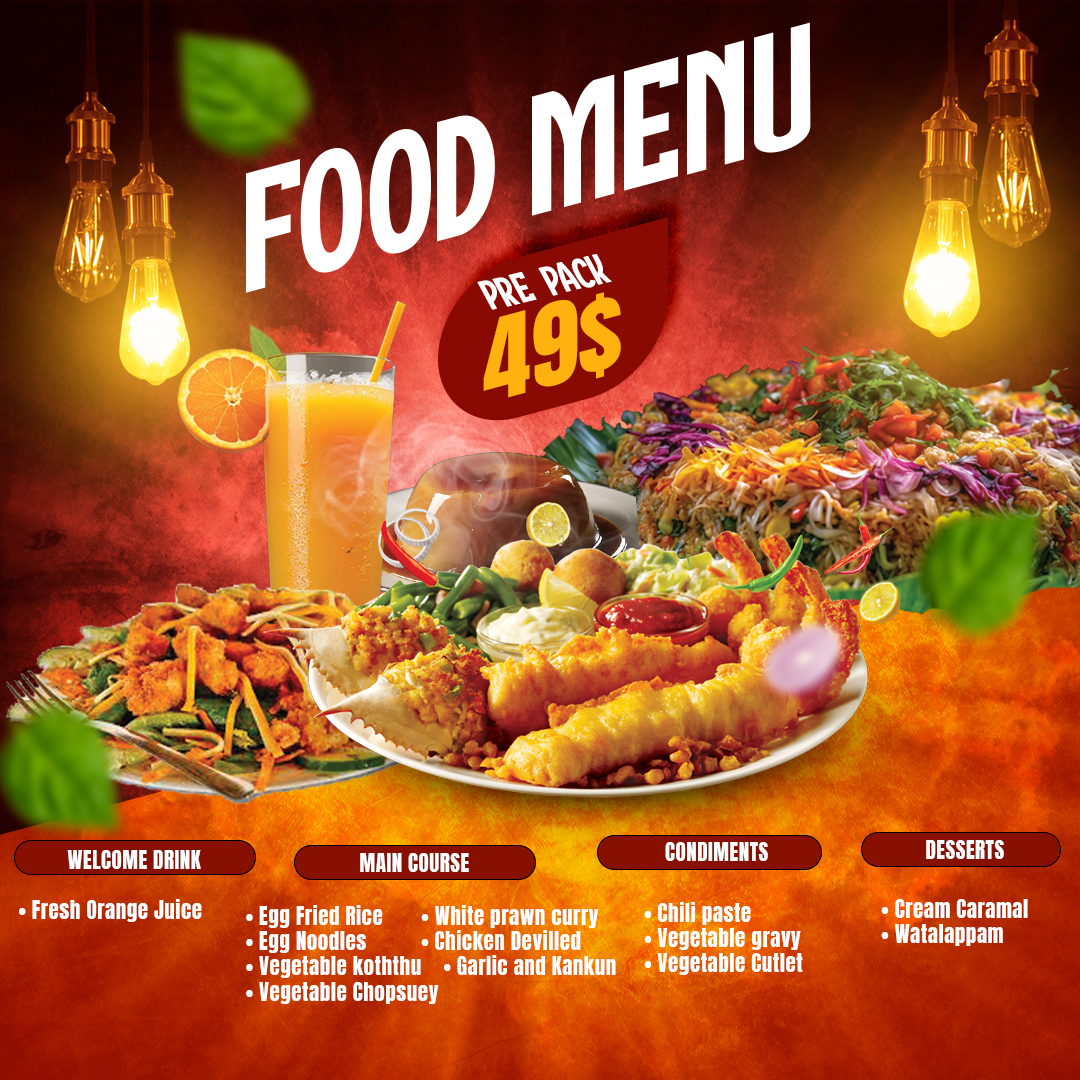 FOOD MENU
PRE PACK
49$
WELCOME DRINK
• Fresh Orange Juice
MAIN COURSE
• Egg Fried Rice
• Egg Noodles
• Vegetable koththu
• Vegetable Chopsuey
• White prawn curry
• Chicken Devilled
• Garlic and Kankun
CONDIMENTS
• Chili paste
• Vegetable gravy
• Vegetable Cutlet
DESSERTS
• Cream Caramal
• Watalappam